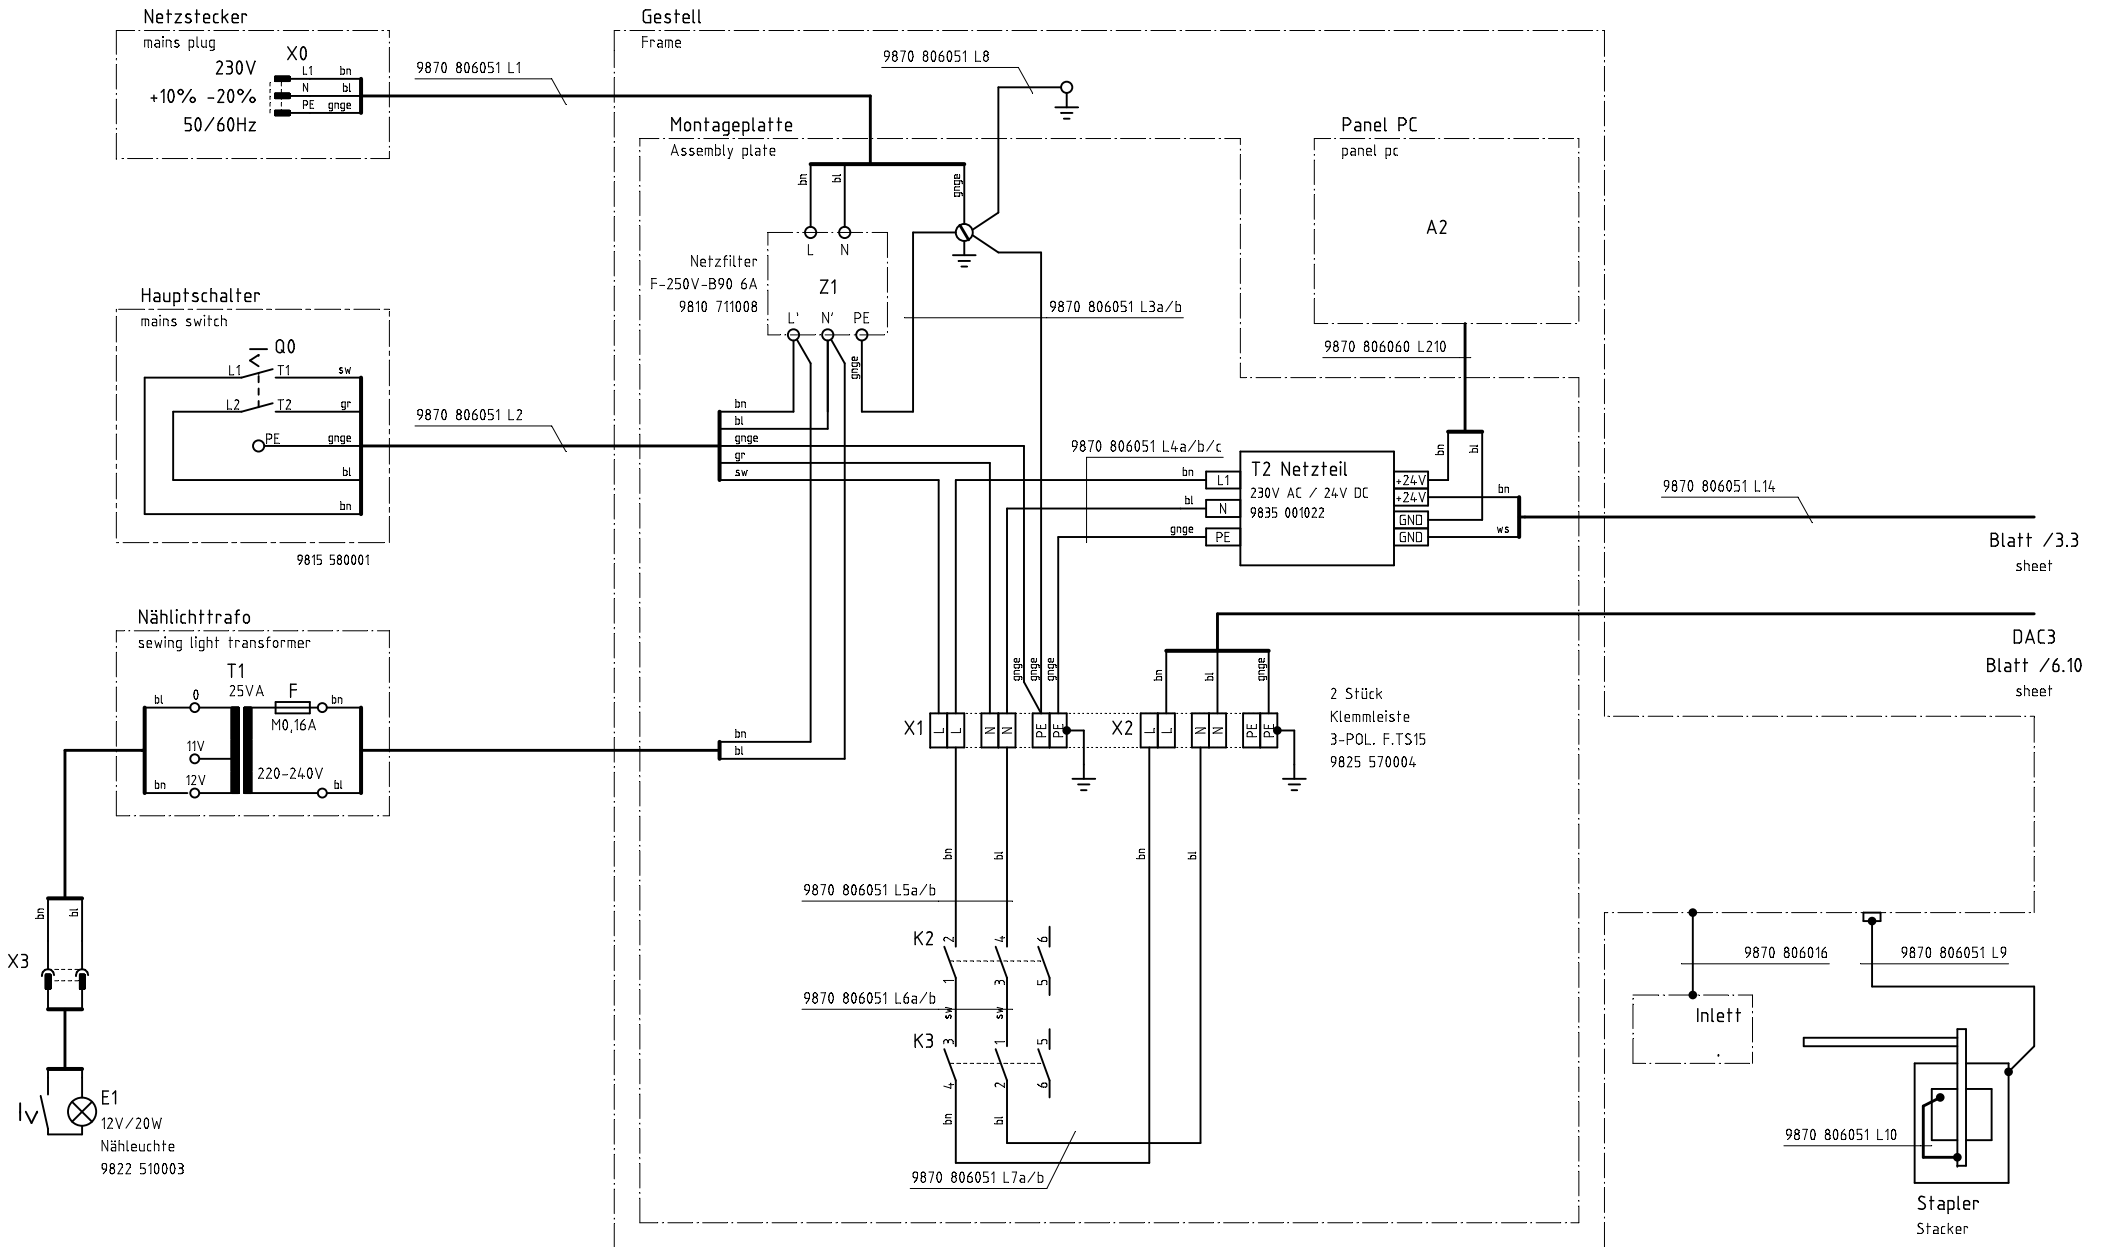 Netzstecker
mains plug
X0
230V
+10% -20%
50/60Hz
L1 bn
N bl
PE gnge
9870 806051 L1
Gestell
Frame
9870 806051 L8
Montageplatte
Assembly plate
bn
bl
gnge
L N
Netzfilter
F-250V-B90 6A
9810 711008
Z1
L' N' PE
gnge
9870 806051 L3a/b
Panel PC
panel pc
A2
9870 806060 L210
bn
bl
Hauptschalter
mains switch
Q0
L1 T1 sw
L2 T2 gr
PE gnge
bl
bn
9815 580001
9870 806051 L2
bn
bl
gnge
gr
sw
9870 806051 L4a/b/c
bn L1
bl N
gnge PE
T2 Netzteil
230V AC / 24V DC
9835 001022
+24V
+24V
GND
GND
bn
ws
9870 806051 L14
Blatt /3.3
sheet
DAC3
Blatt /6.10
sheet
Nählichttrafo
sewing light transformer
T1
25VA
F
M0,16A
220-240V
bl 0
11V
bn 12V
bn
bl
bn
bl
gnge
gnge
gnge
X1
L L N N PE PE
bn
bl
gnge
X2
L L N N PE PE
2 Stück
Klemmleiste
3-POL. F.TS15
9825 570004
bn
bl
bn
bl
9870 806051 L5a/b
K2
2 4 6
1 3 5
9870 806051 L6a/b
sw
sw
K3
3 1 5
4 2 6
bn
bl
9870 806051 L7a/b
bn
bl
X3
E1
12V/20W
Nähleuchte
9822 510003
9870 806016
9870 806051 L9
Inlett
9870 806051 L10
Stapler
Stacker